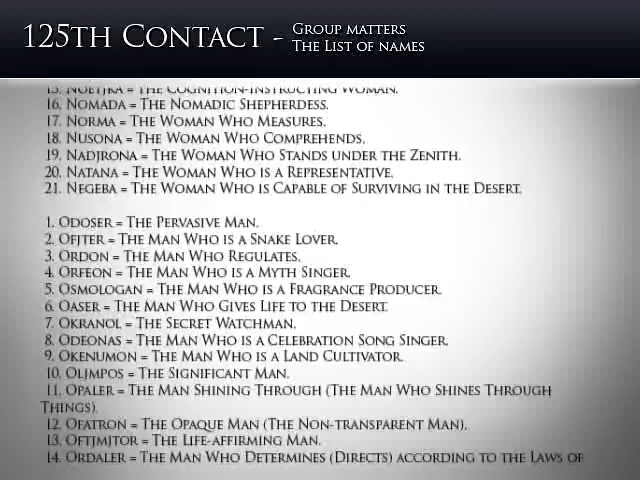 125TH CONTACT - GROUP MATTERS
THE LIST OF NAMES
15. NOETJKA = THE COGNITION-INSTRUCTING WOMAN.
16. NOMADA = THE NOMADIC SHEPHERDESS.
17. NORMA = THE WOMAN WHO MEASURES.
18. NUSONA = THE WOMAN WHO COMPREHENDS.
19. NADJRONA = THE WOMAN WHO STANDS UNDER THE ZENITH.
20. NATANA = THE WOMAN WHO IS A REPRESENTATIVE.
21. NEGEBA = THE WOMAN WHO IS CAPABLE OF SURVIVING IN THE DESERT.
1. ODOSER = THE PERVASIVE MAN.
2. OFJTER = THE MAN WHO IS A SNAKE LOVER.
3. ORDON = THE MAN WHO REGULATES.
4. ORFEON = THE MAN WHO IS A MYTH SINGER.
5. OSMOLOGAN = THE MAN WHO IS A FRAGRANCE PRODUCER.
6. OASER = THE MAN WHO GIVES LIFE TO THE DESERT.
7. OKRANOL = THE SECRET WATCHMAN.
8. ODEONAS = THE MAN WHO IS A CELEBRATION SONG SINGER.
9. OKENUMON = THE MAN WHO IS A LAND CULTIVATOR.
10. OLJMPOS = THE SIGNIFICANT MAN.
11. OPALER = THE MAN SHINING THROUGH (THE MAN WHO SHINES THROUGH
THINGS).
12. OFATRON = THE OPAQUE MAN (THE NON-TRANSPARENT MAN).
13. OFTJMJTOR = THE LIFE-AFFIRMING MAN.
14. ORDALER = THE MAN WHO DETERMINES (DIRECTS) ACCORDING TO THE LAWS OF